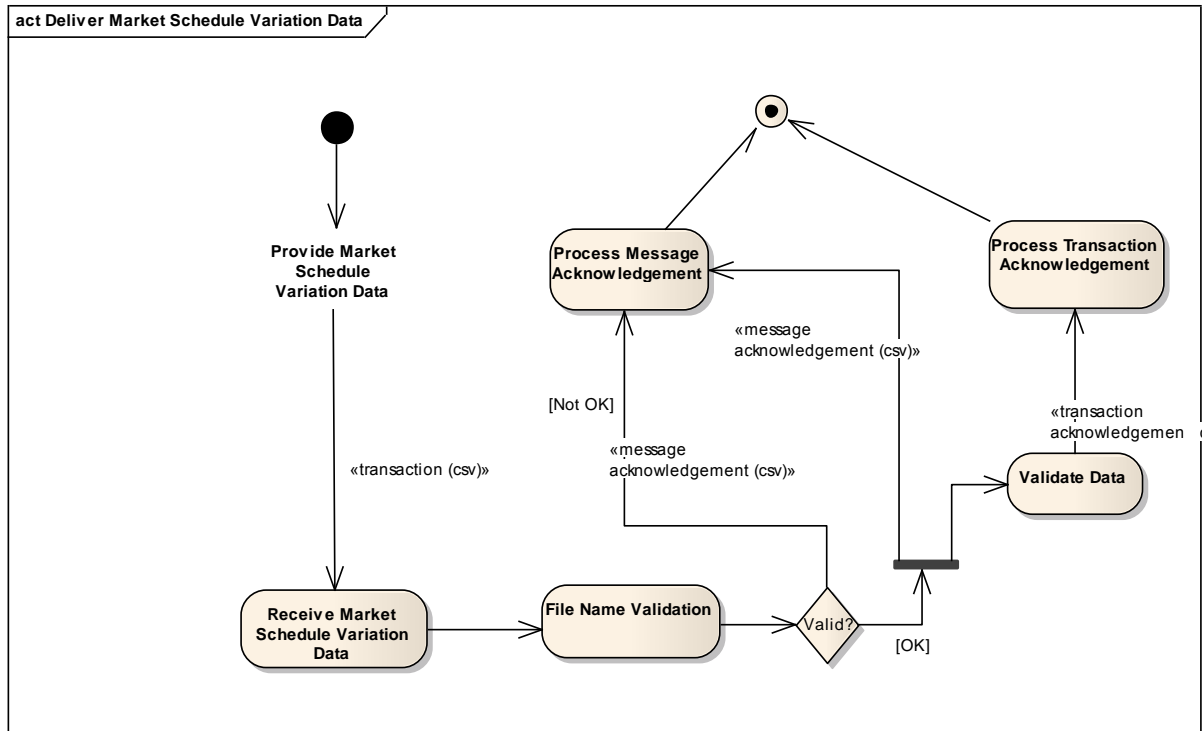 act Deliver Market Schedule Variation Data
Provide Market
Schedule
Variation Data
Process Message
Acknowledgement
Process Transaction
Acknowledgement
«message
acknowledgement (csv)»
[Not OK]
«message
acknowledgement (csv)»
«transaction
acknowledgemen
«transaction (csv)»
Validate Data
Receive Market
Schedule Variation
Data
File Name Validation
Valid?
[OK]